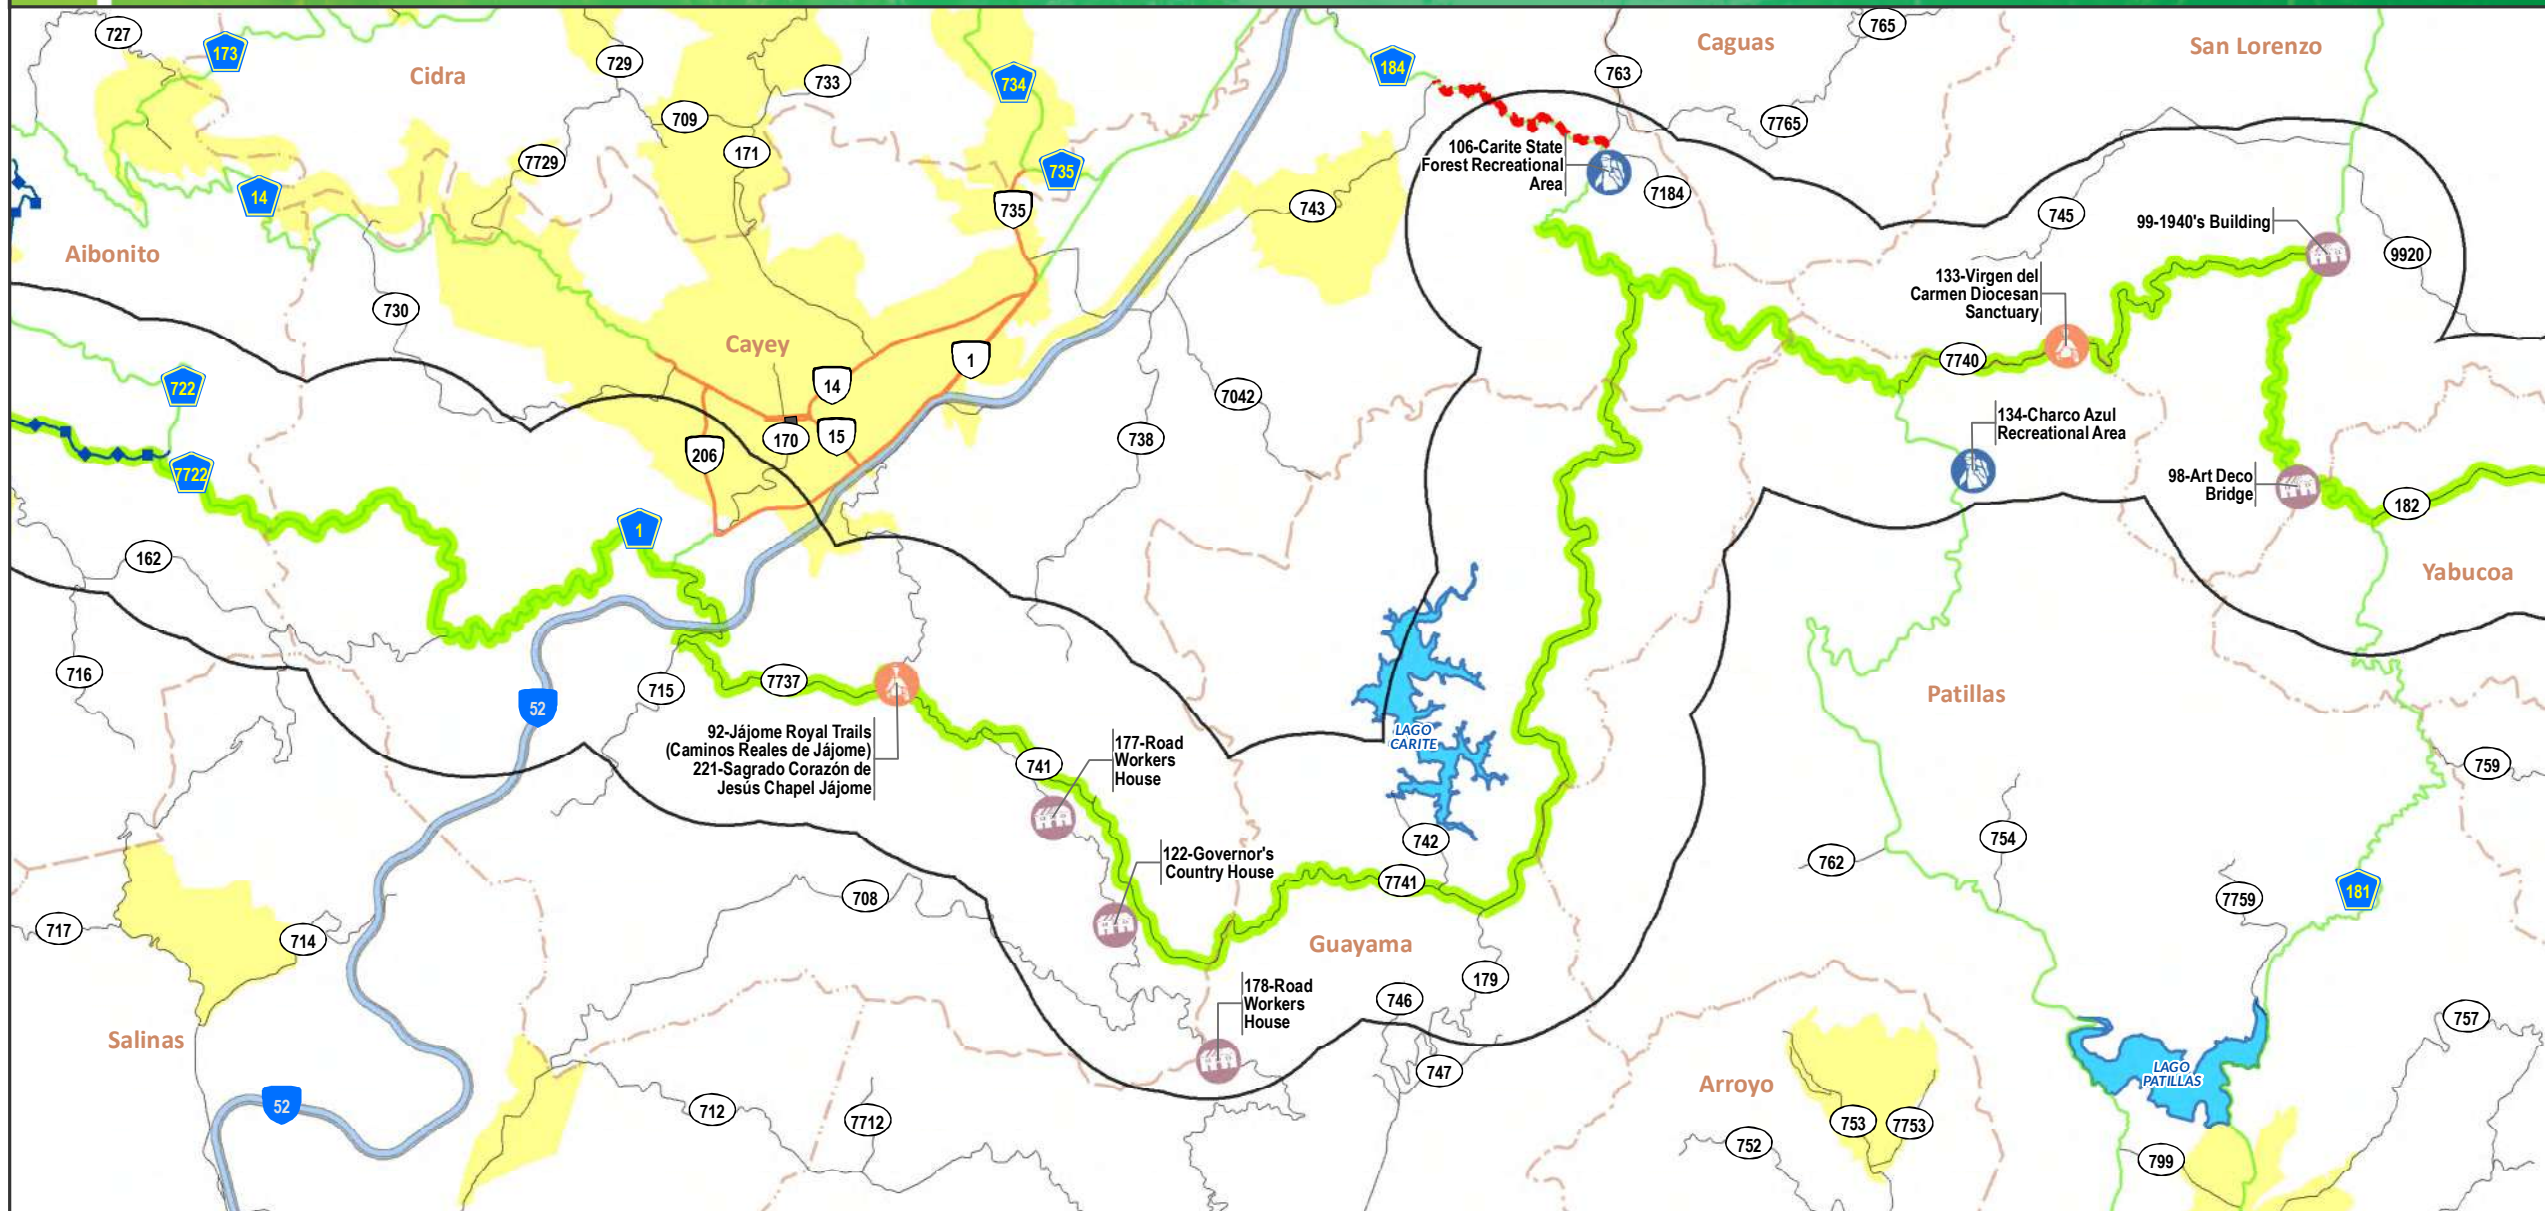 727
173
Cidra
729
733
734
184
763
Caguas
765
San Lorenzo
709
171
7729
735
7765
106-Carite State
Forest Recreational
Area
7184
14
735
743
745
99-1940's Building
9920
Aibonito
730
133-Virgen del
Carmen Diocesan
Sanctuary
Cayey
1
14
7740
722
7042
170
15
206
738
134-Charco Azul
Recreational Area
7722
98-Art Deco
Bridge
182
1
162
Yabucoa
716
715
7737
52
Patillas
92-Jájome Royal Trails
(Caminos Reales de Jájome)
221-Sagrado Corazón de
Jesús Chapel Jájome
177-Road
Workers
House
741
LAGO
CARITE
759
742
754
762
122-Governor's
Country House
7741
708
7759
181
717
714
Guayama
179
178-Road
Workers
House
746
757
Salinas
747
Arroyo
LAGO
PATILLAS
52
712
7712
753
7753
752
799